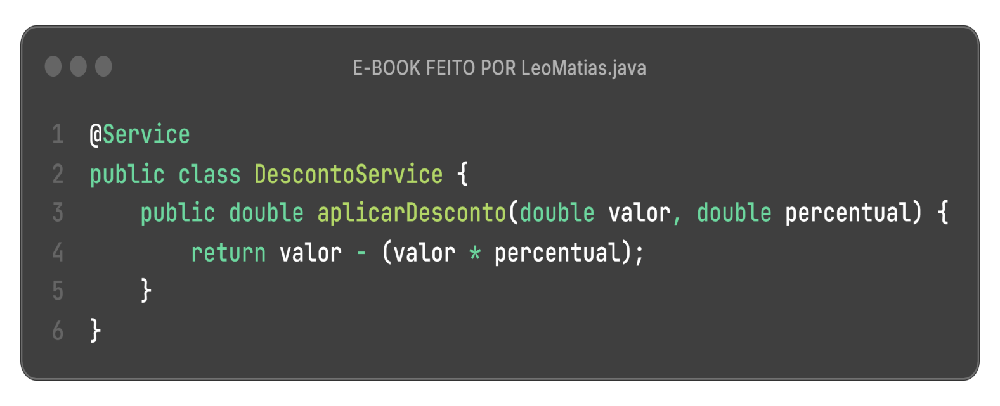 E-BOOK FEITO POR LeoMatias.java
1 @Service
2 public class DescontoService {
3     public double aplicarDesconto(double valor, double percentual) {
4         return valor - (valor * percentual);
5     }
6 }